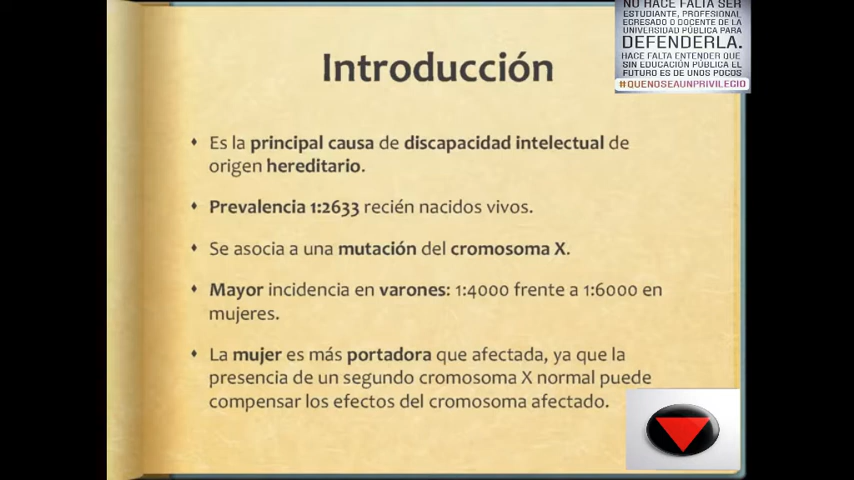 NO HACE FALTA SER
ESTUDIANTE, PROFESIONAL
EGRESADO O DOCENTE DE LA
UNIVERSIDAD PÚBLICA PARA
DEFENDERLA.
HACE FALTA ENTENDER QUE
SIN EDUCACIÓN PÚBLICA EL
FUTURO ES DE UNOS POCOS
#QUENOSEAUNPRIVILEGIO
Introducción
Es la principal causa de discapacidad intelectual de
origen hereditario.
Prevalencia 1:2633 recién nacidos vivos.
Se asocia a una mutación del cromosoma X.
Mayor incidencia en varones: 1:4000 frente a 1:6000 en
mujeres.
La mujer es más portadora que afectada, ya que la
presencia de un segundo cromosoma X normal puede
compensar los efectos del cromosoma afectado.